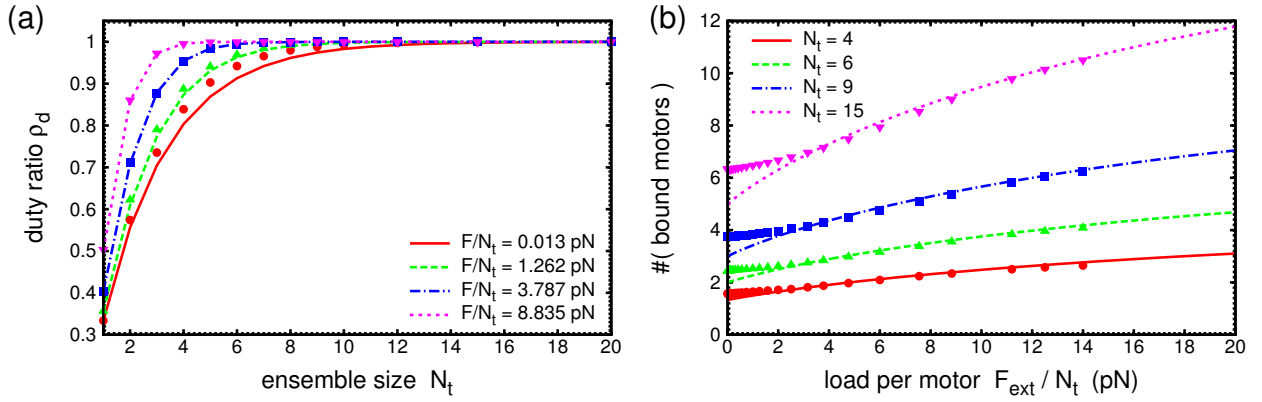 (a)
duty ratio ρd
1
0.9
0.8
0.7
0.6
0.5
0.4
0.3
2 4 6 8 10 12 14 16 18 20
ensemble size Nt
F/Nt = 0.013 pN
F/Nt = 1.262 pN
F/Nt = 3.787 pN
F/Nt = 8.835 pN
(b)
#( bound motors )
12
10
8
6
4
2
0
0 2 4 6 8 10 12 14 16 18 20
load per motor Fext / Nt (pN)
Nt = 4
Nt = 6
Nt = 9
Nt = 15